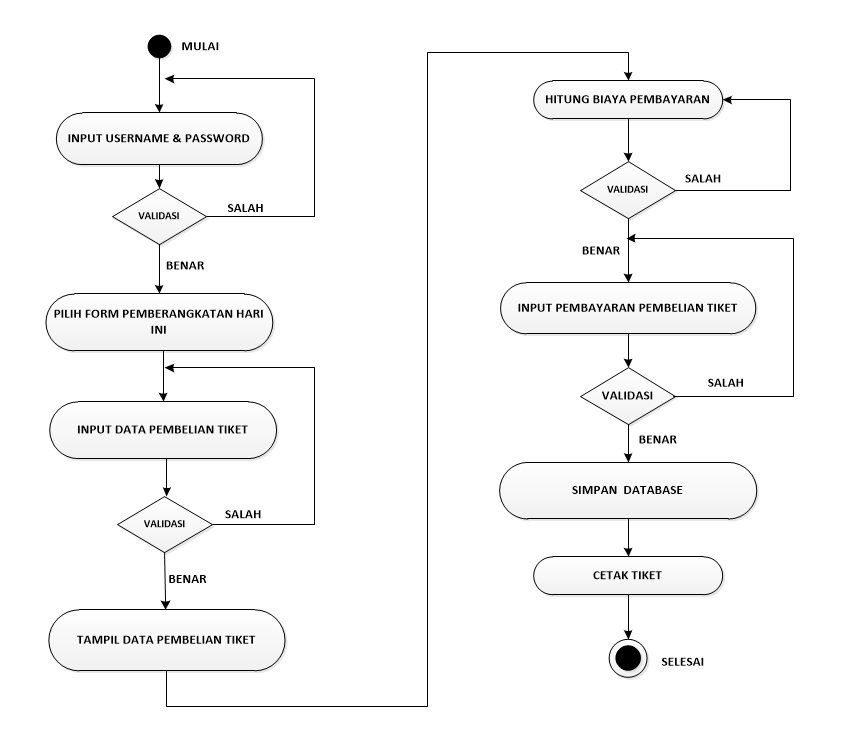 MULAI
INPUT USERNAME & PASSWORD
VALIDASI
SALAH
BENAR
PILIH FORM PEMBERANGKATAN HARI
INI
INPUT DATA PEMBELIAN TIKET
VALIDASI
SALAH
BENAR
TAMPIL DATA PEMBELIAN TIKET
HITUNG BIAYA PEMBAYARAN
VALIDASI
SALAH
BENAR
INPUT PEMBAYARAN PEMBELIAN TIKET
VALIDASI
SALAH
BENAR
SIMPAN DATABASE
CETAK TIKET
SELESAI